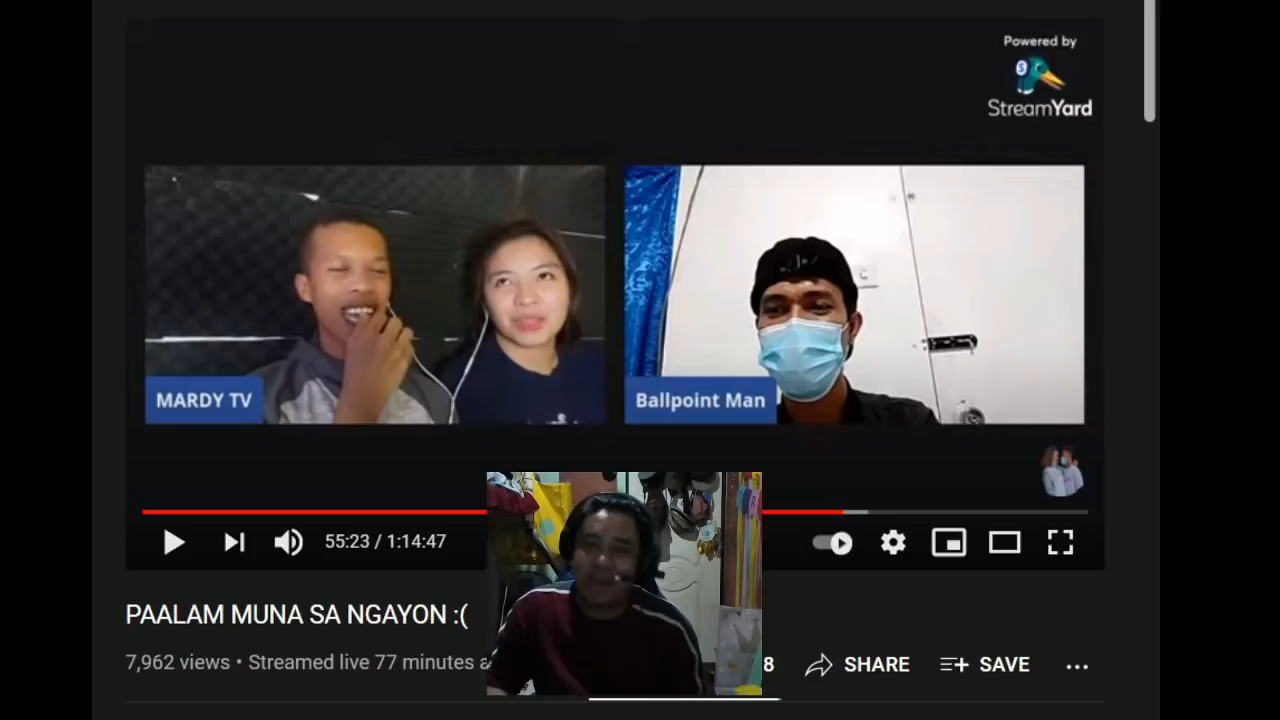 Powered by
StreamYard
MARDY TV
Ballpoint Man
55:23 / 1:14:47
PAALAM MUNA SA NGAYON :(
7,962 views • Streamed live 77 minutes a
8 SHARE SAVE